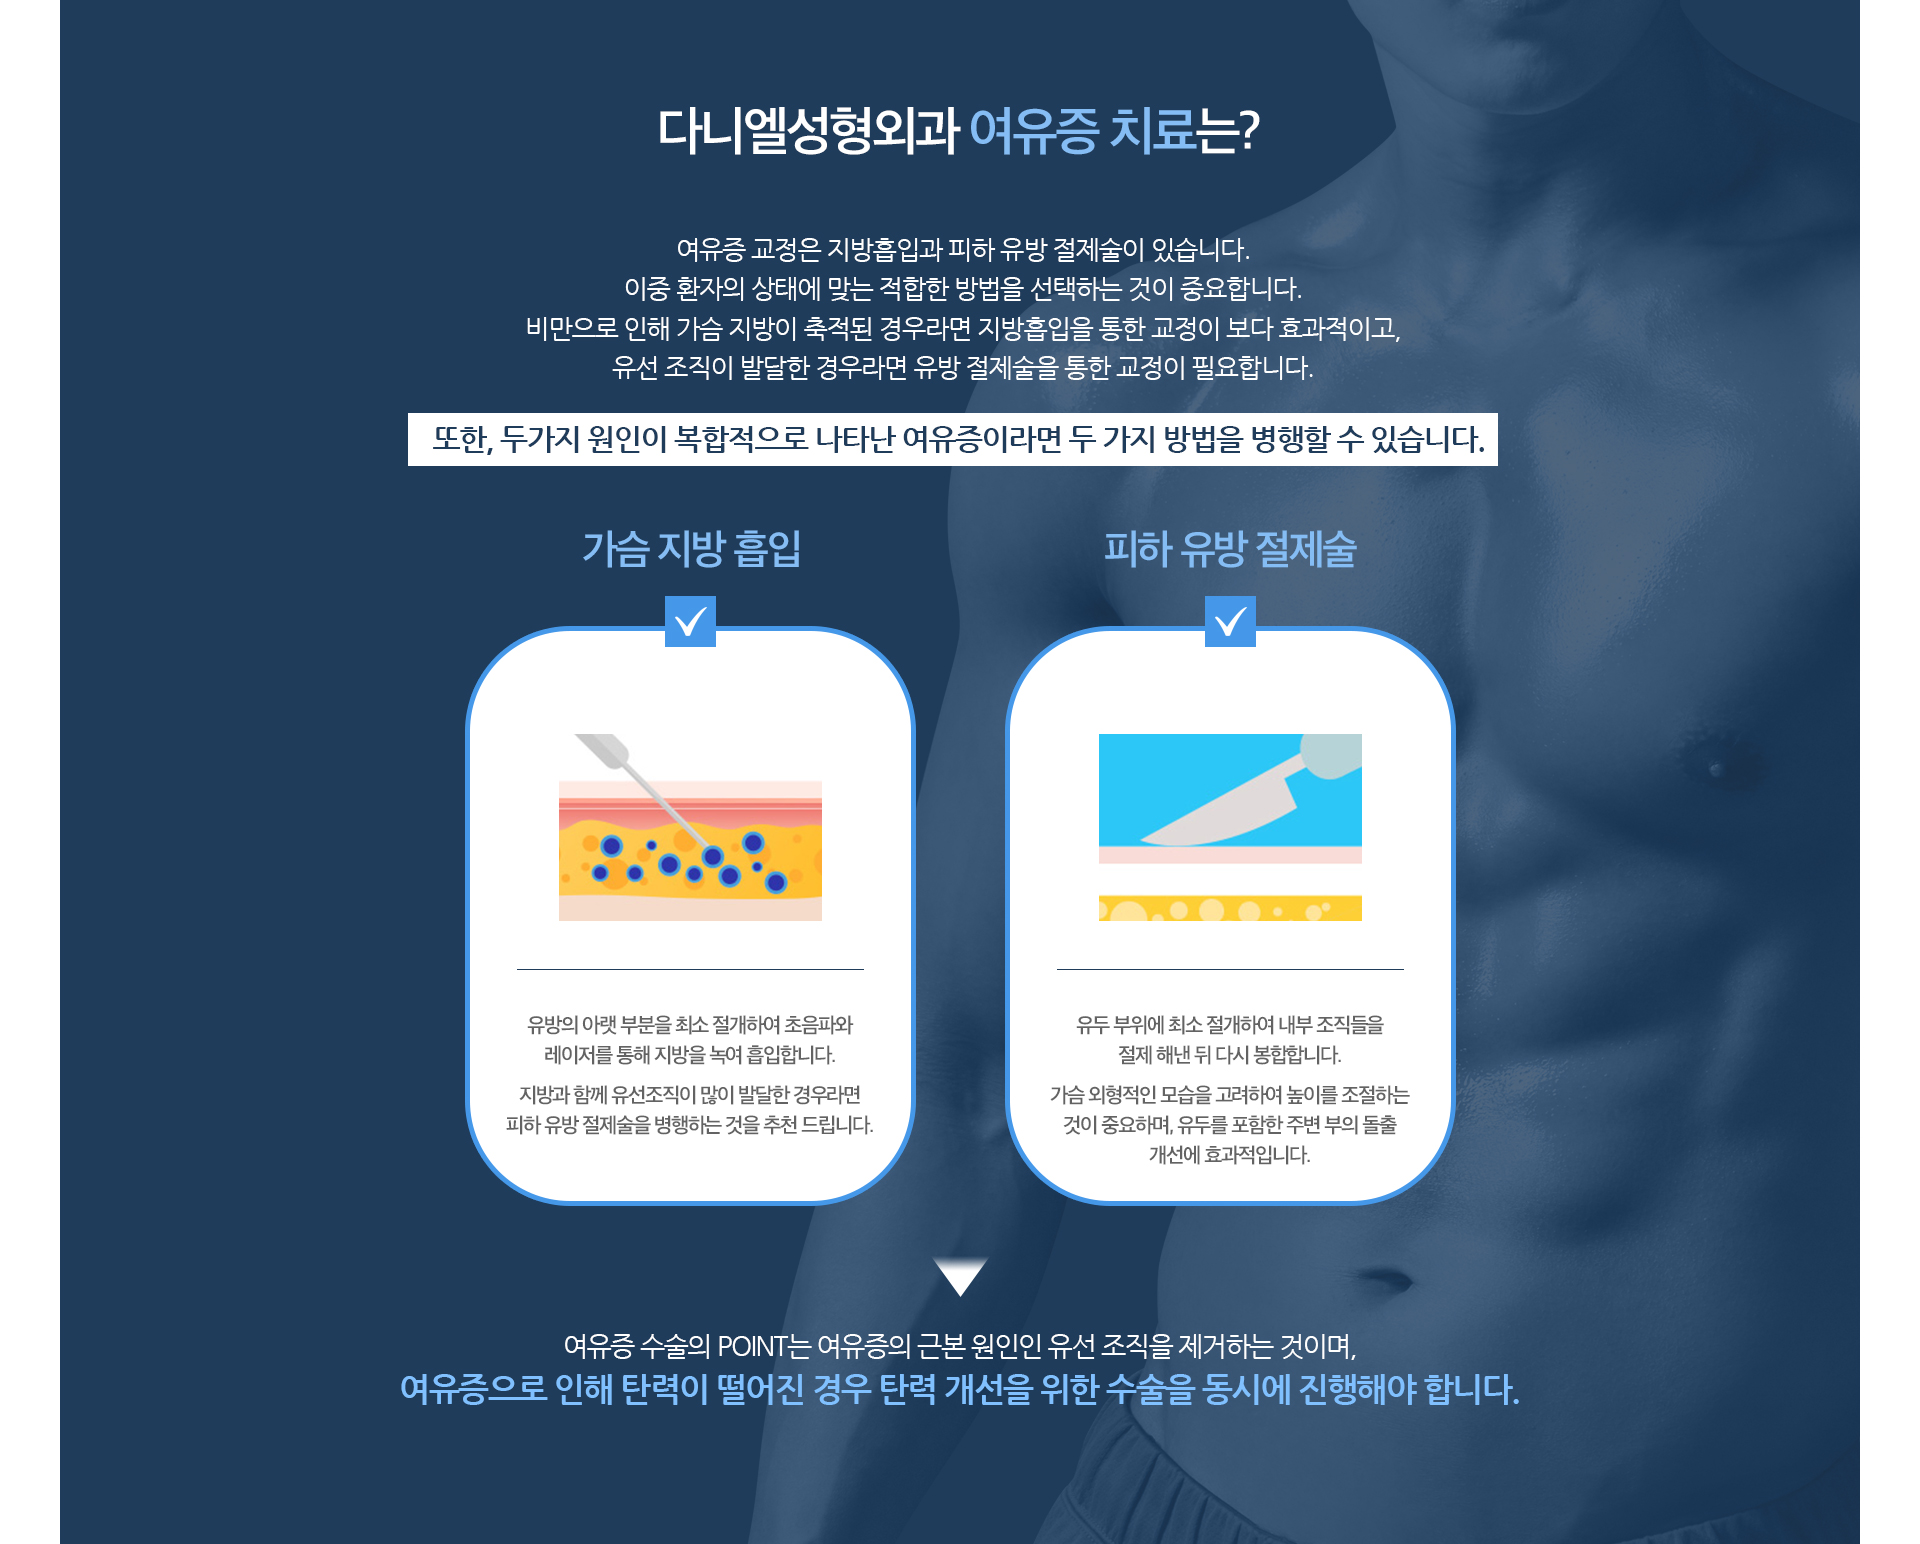 다니엘성형외과 여유증 치료는?
여유증 교정은 지방흡입과 피하 유방 절제술이 있습니다.
이중 환자의 상태에 맞는 적합한 방법을 선택하는 것이 중요합니다.
비만으로 인해 가슴 지방이 축적된 경우라면 지방흡입을 통한 교정이 보다 효과적이고,
유선 조직이 발달한 경우라면 유방 절제술을 통한 교정이 필요합니다.
또한, 두가지 원인이 복합적으로 나타난 여유증이라면 두 가지 방법을 병행할 수 있습니다.
가슴 지방 흡입
유방의 아랫 부분을 최소 절개하여 초음파와
레이저를 통해 지방을 녹여 흡입합니다.
지방과 함께 유선조직이 많이 발달한 경우라면
피하 유방 절제술을 병행하는 것을 추천 드립니다.
피하 유방 절제술
유두 부위에 최소 절개하여 내부 조직들을
절제 해낸 뒤 다시 봉합합니다.
가슴 외형적인 모습을 고려하여 높이를 조절하는
것이 중요하며, 유두를 포함한 주변 부의 돌출
개선에 효과적입니다.
여유증 수술의 POINT는 여유증의 근본 원인인 유선 조직을 제거하는 것이며,
여유증으로 인해 탄력이 떨어진 경우 탄력 개선을 위한 수술을 동시에 진행해야 합니다.